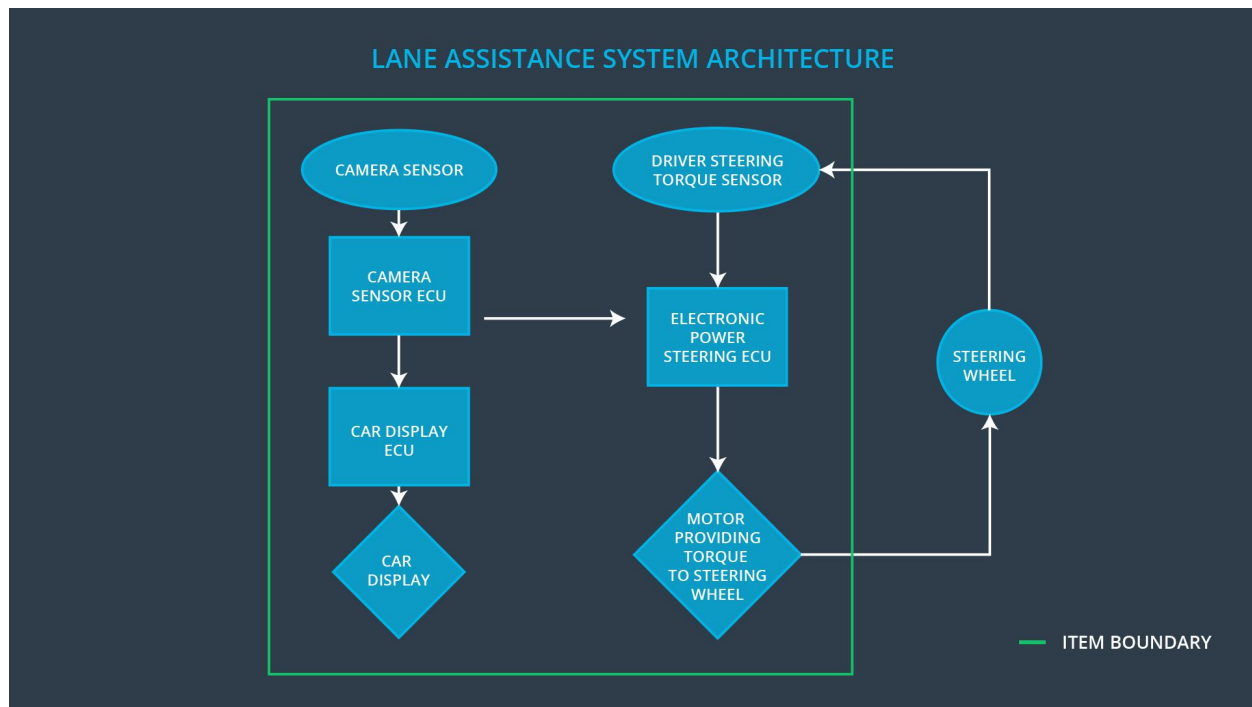 LANE ASSISTANCE SYSTEM ARCHITECTURE
CAMERA SENSOR
DRIVER STEERING
TORQUE SENSOR
CAMERA
SENSOR ECU
ELECTRONIC
POWER
STEERING ECU
STEERING
WHEEL
CAR DISPLAY
ECU
MOTOR
PROVIDING
TORQUE
TO STEERING
WHEEL
CAR
DISPLAY
ITEM BOUNDARY